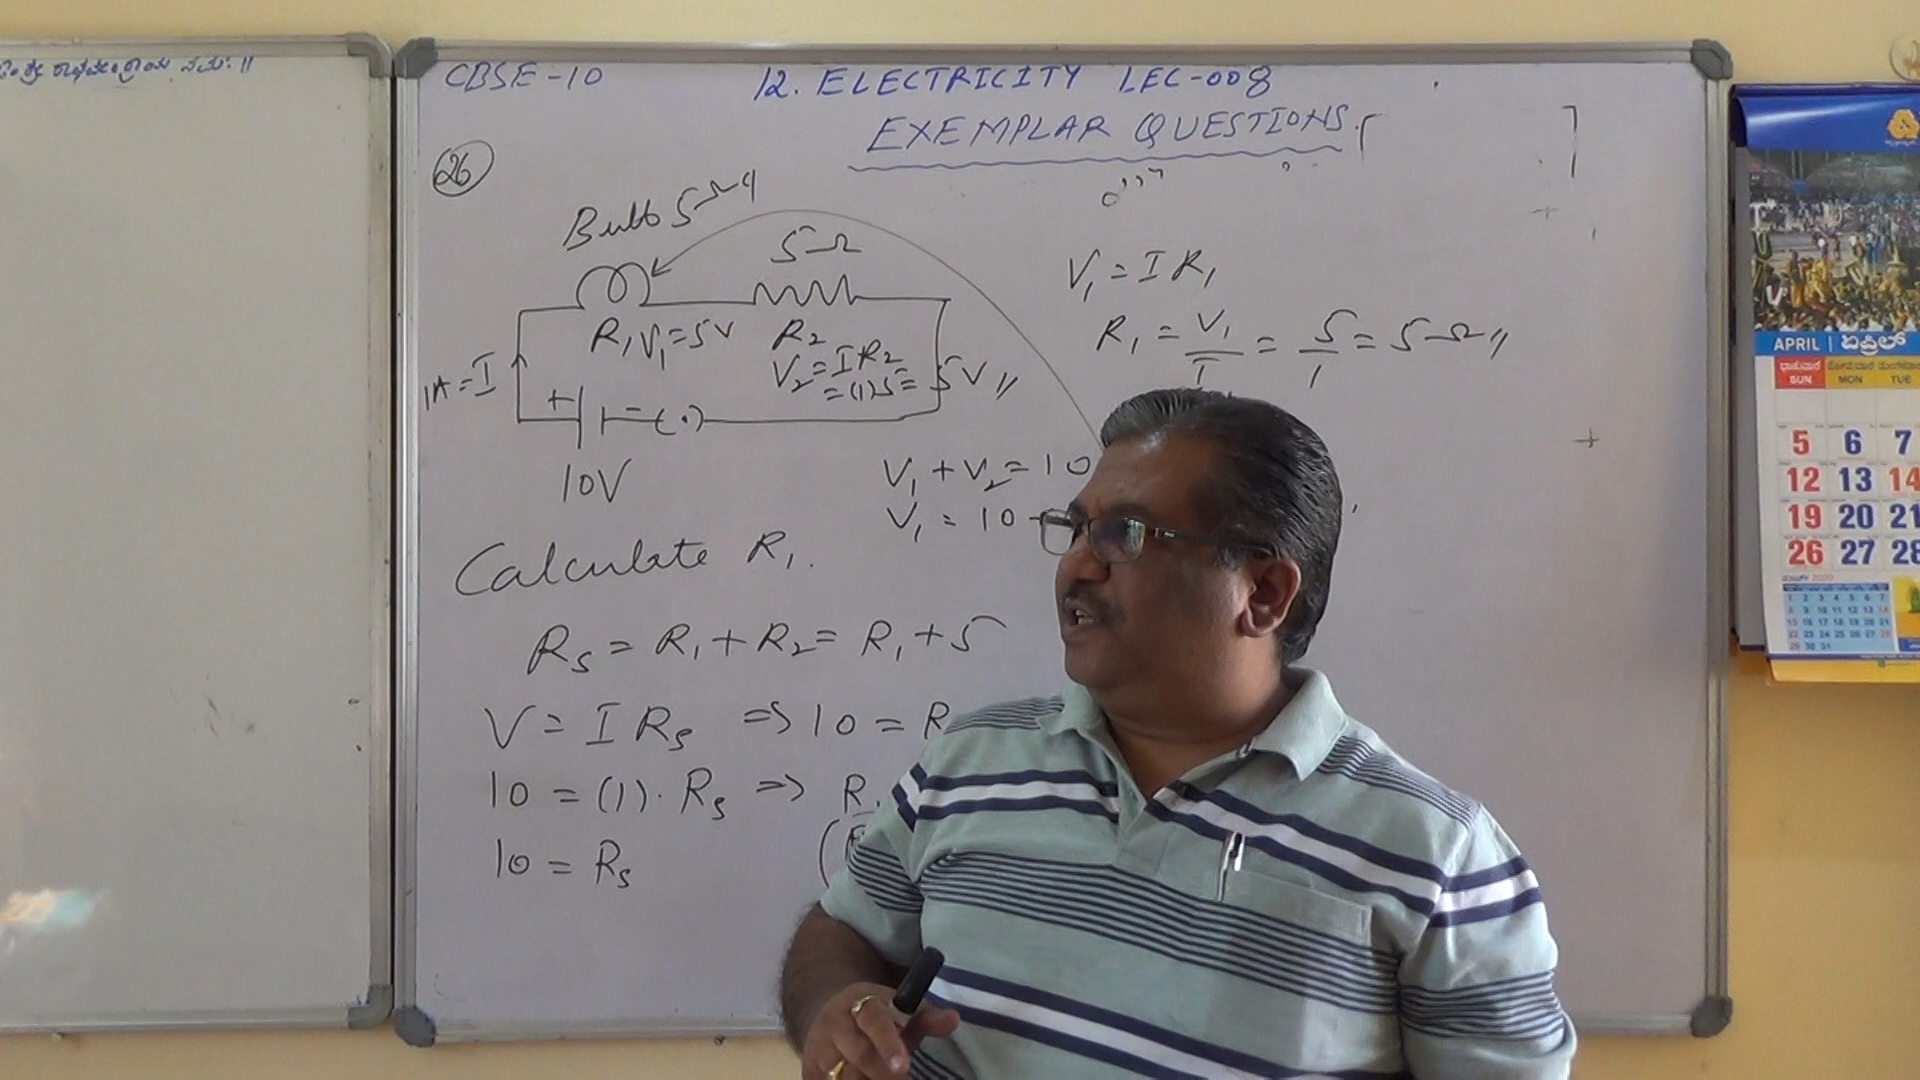 CBSE-10
12. ELECTRICITY LEC-008
EXEMPLAR QUESTIONS
26
Bulb 5Ω
5Ω
R₁ V₁=5V
R₂
V₂=IR₂
=(1)5=5V
1A=I
+ - (.)
10V
V₁=IR₁
R₁=V₁/I=5/1=5Ω
V₁+V₂=10
V₁=10-
Calculate R₁.
Rs=R₁+R₂=R₁+5
V=IRs =>10=R
10=(1).Rs => R₁
10=Rs
APRIL | ಏಪ್ರಿಲ್
SUN MON TUE
5 6 7
12 13 14
19 20 21
26 27 28